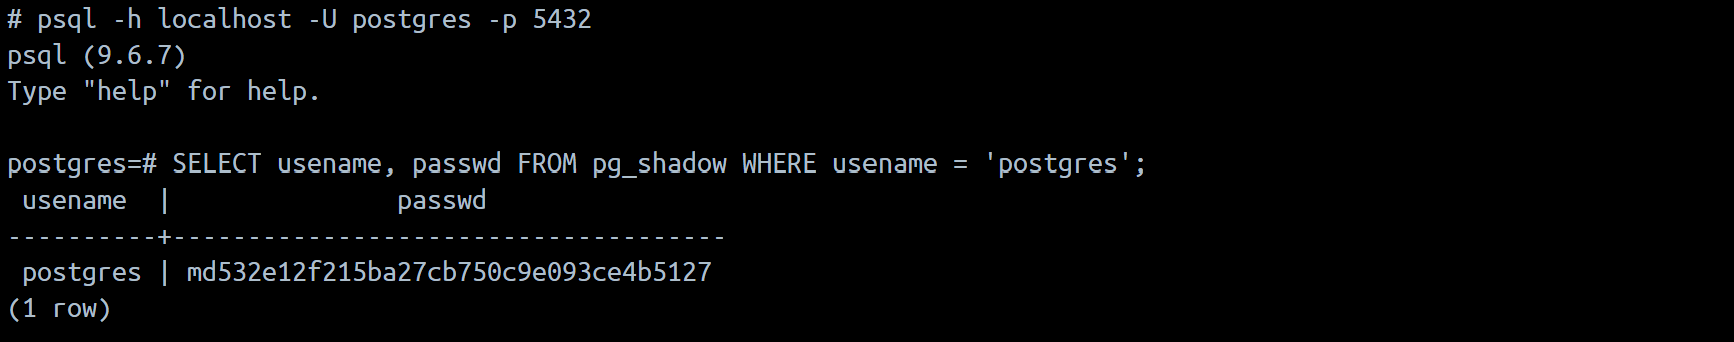 # psql -h localhost -U postgres -p 5432
psql (9.6.7)
Type "help" for help.
postgres=# SELECT usename, passwd FROM pg_shadow WHERE usename = 'postgres';
 usename  |               passwd
----------+-------------------------------------
 postgres | md532e12f215ba27cb750c9e093ce4b5127
(1 row)